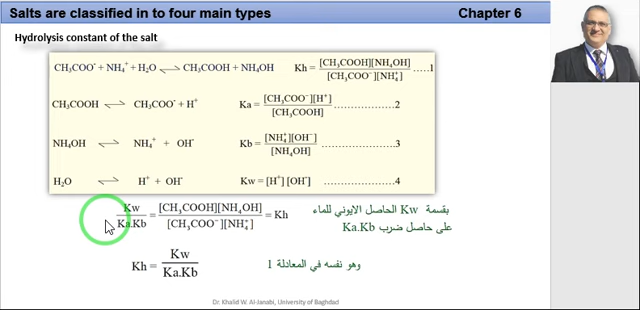 Salts are classified in to four main types Chapter 6
Hydrolysis constant of the salt
CH₃COO⁻ + NH₄⁺ + H₂O ⇌ CH₃COOH + NH₄OH Kh = [CH₃COOH][NH₄OH] / [CH₃COO⁻][NH₄⁺] .....1
CH₃COOH ⇌ CH₃COO⁻ + H⁺ Ka = [CH₃COO⁻][H⁺] / [CH₃COOH] ................2
NH₄OH ⇌ NH₄⁺ + OH⁻ Kb = [NH₄⁺][OH⁻] / [NH₄OH] .....................3
H₂O ⇌ H⁺ + OH⁻ Kw = [H⁺] [OH⁻] .....................4
Kw / Ka.Kb = [CH₃COOH][NH₄OH] / [CH₃COO⁻][NH₄⁺] = Kh
بقسمة Kw الحاصل الايوني للماء
على حاصل ضرب Ka.Kb
Kh = Kw / Ka.Kb
وهو نفسه في المعادلة 1
Dr. Khalid W. Al-Janabi, University of Baghdad